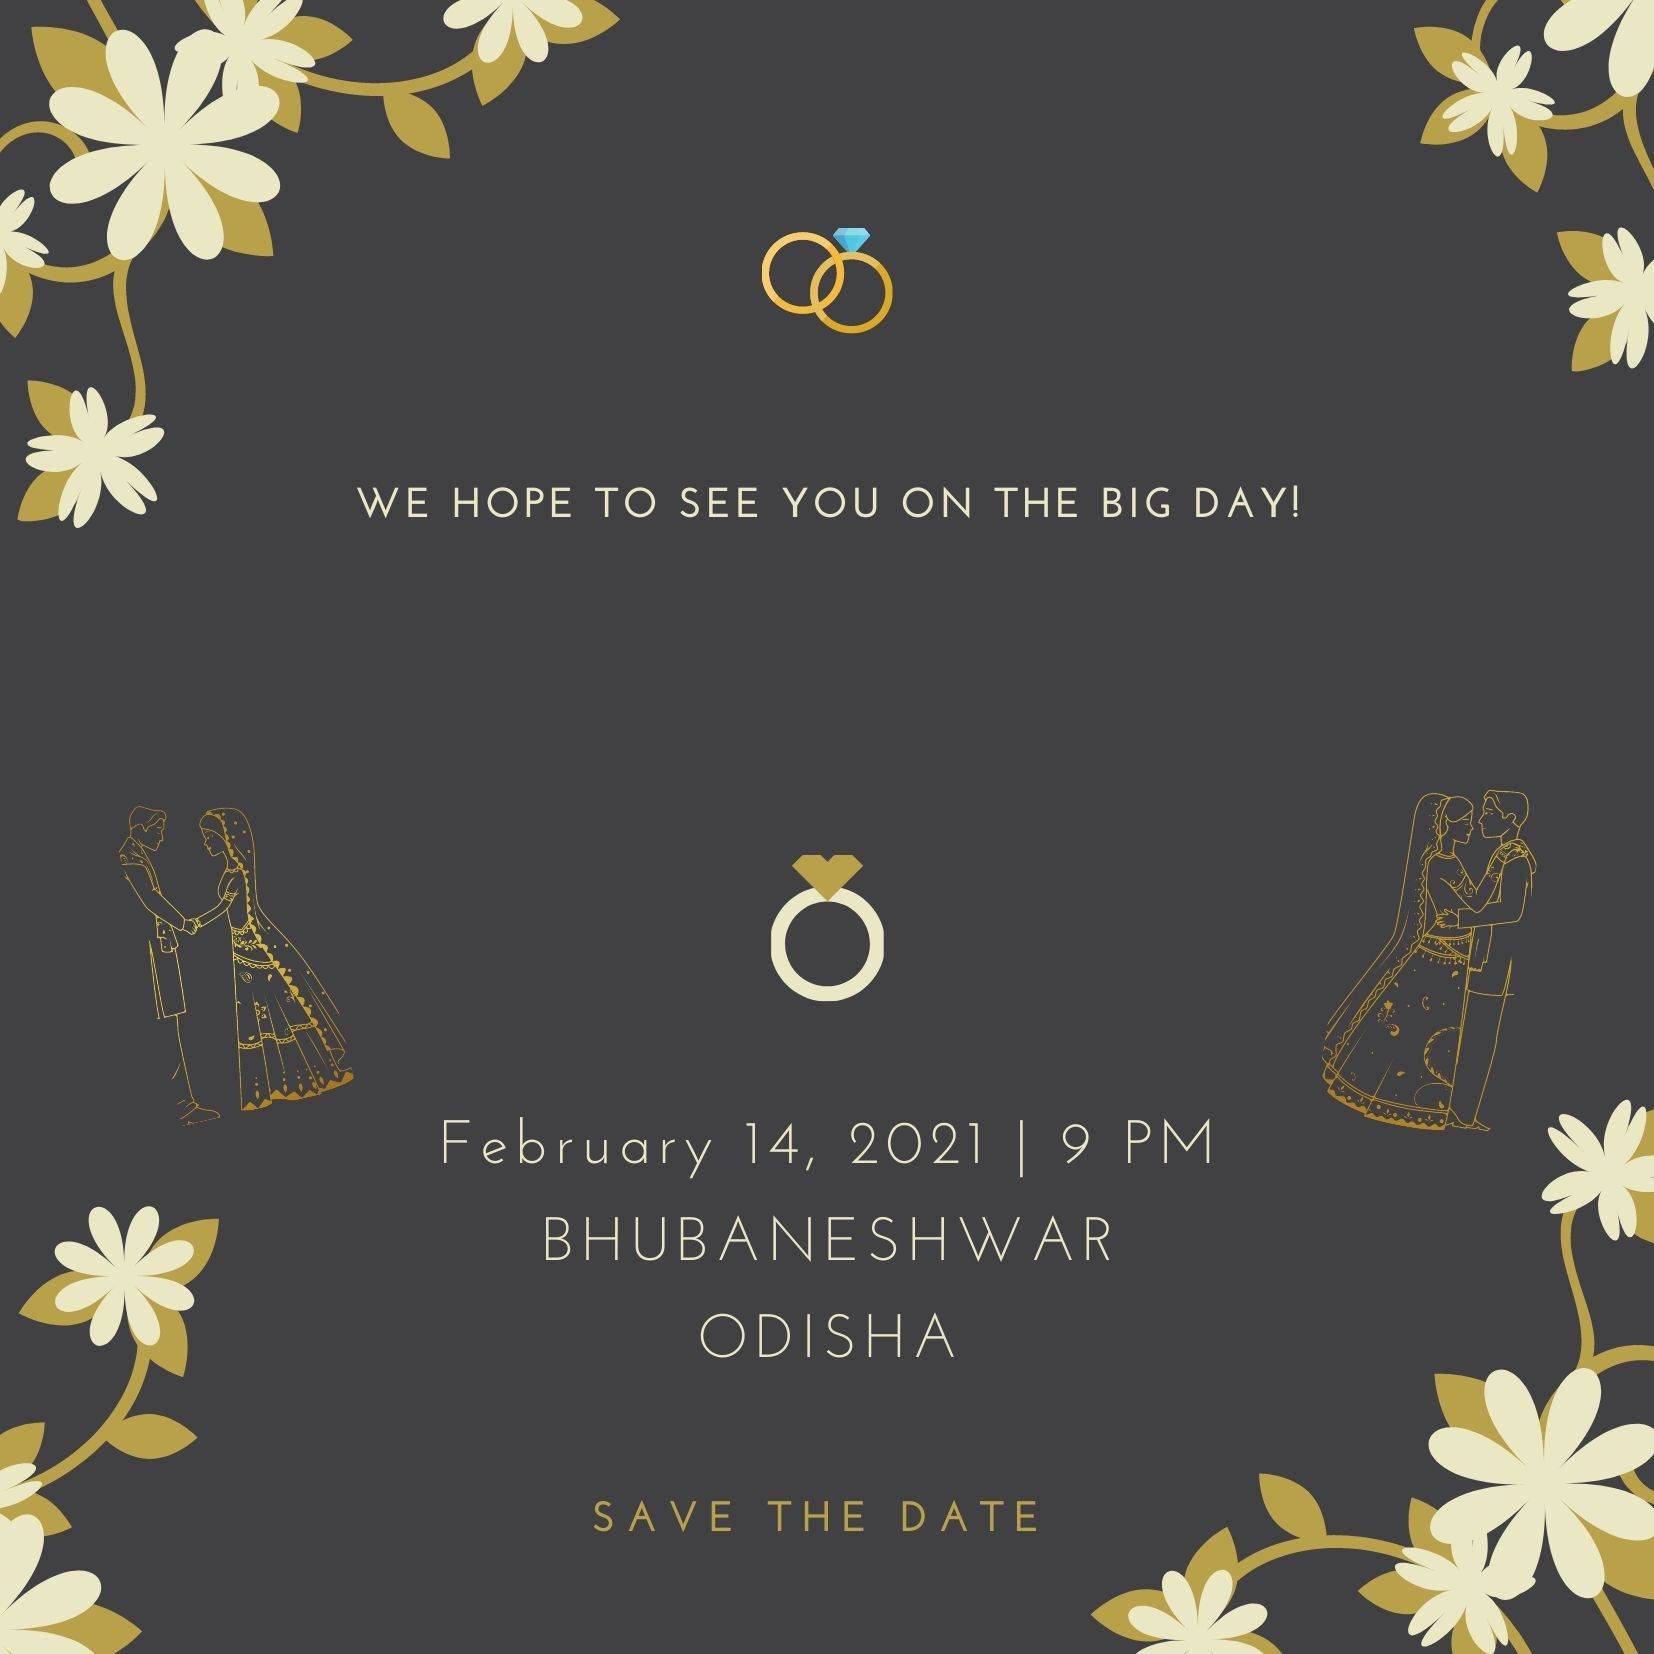 WE HOPE TO SEE YOU ON THE BIG DAY!
February 14, 2021 | 9 PM
BHUBANESHWAR
ODISHA
SAVE THE DATE